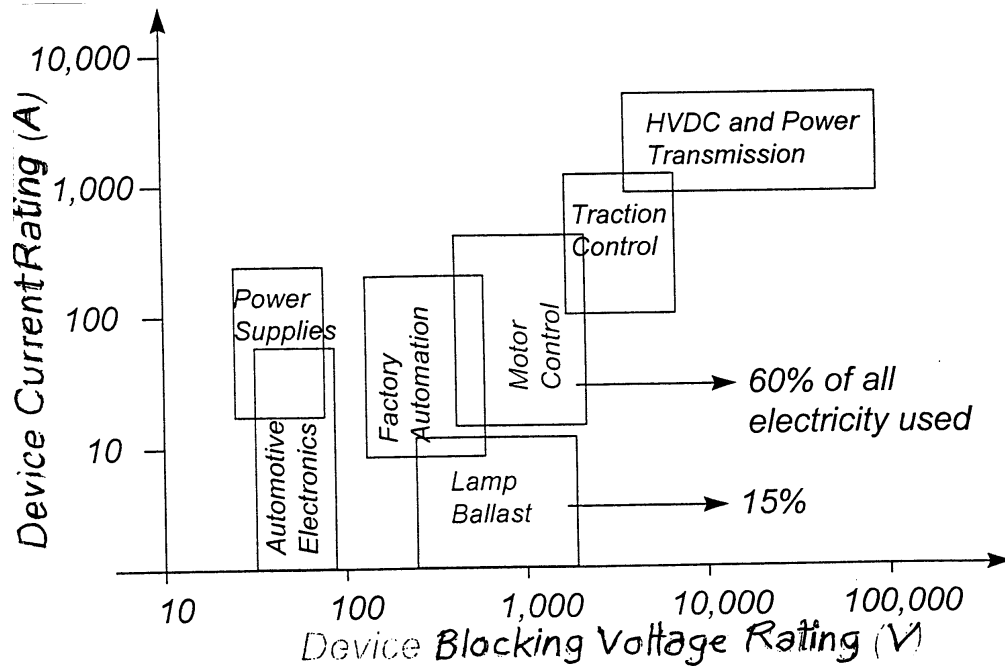 10,000
1,000
100
10
Device Current Rating (A)
HVDC and Power
Transmission
Traction
Control
Power
Supplies
Factory
Automation
Motor
Control
60% of all
electricity used
Automotive
Electronics
Lamp
Ballast
15%
10
100
1,000
10,000
100,000
Device Blocking Voltage Rating (V)